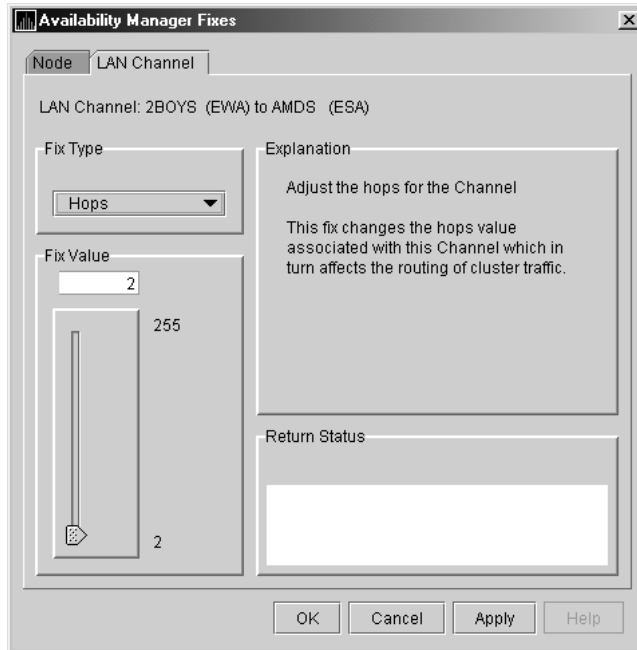 Availability Manager Fixes
Node
LAN Channel
LAN Channel: 2BOYS (EWA) to AMDS (ESA)
Fix Type
Hops
Fix Value
2
255
2
Explanation
Adjust the hops for the Channel
This fix changes the hops value
associated with this Channel which in
turn affects the routing of cluster traffic.
Return Status
OK
Cancel
Apply
Help